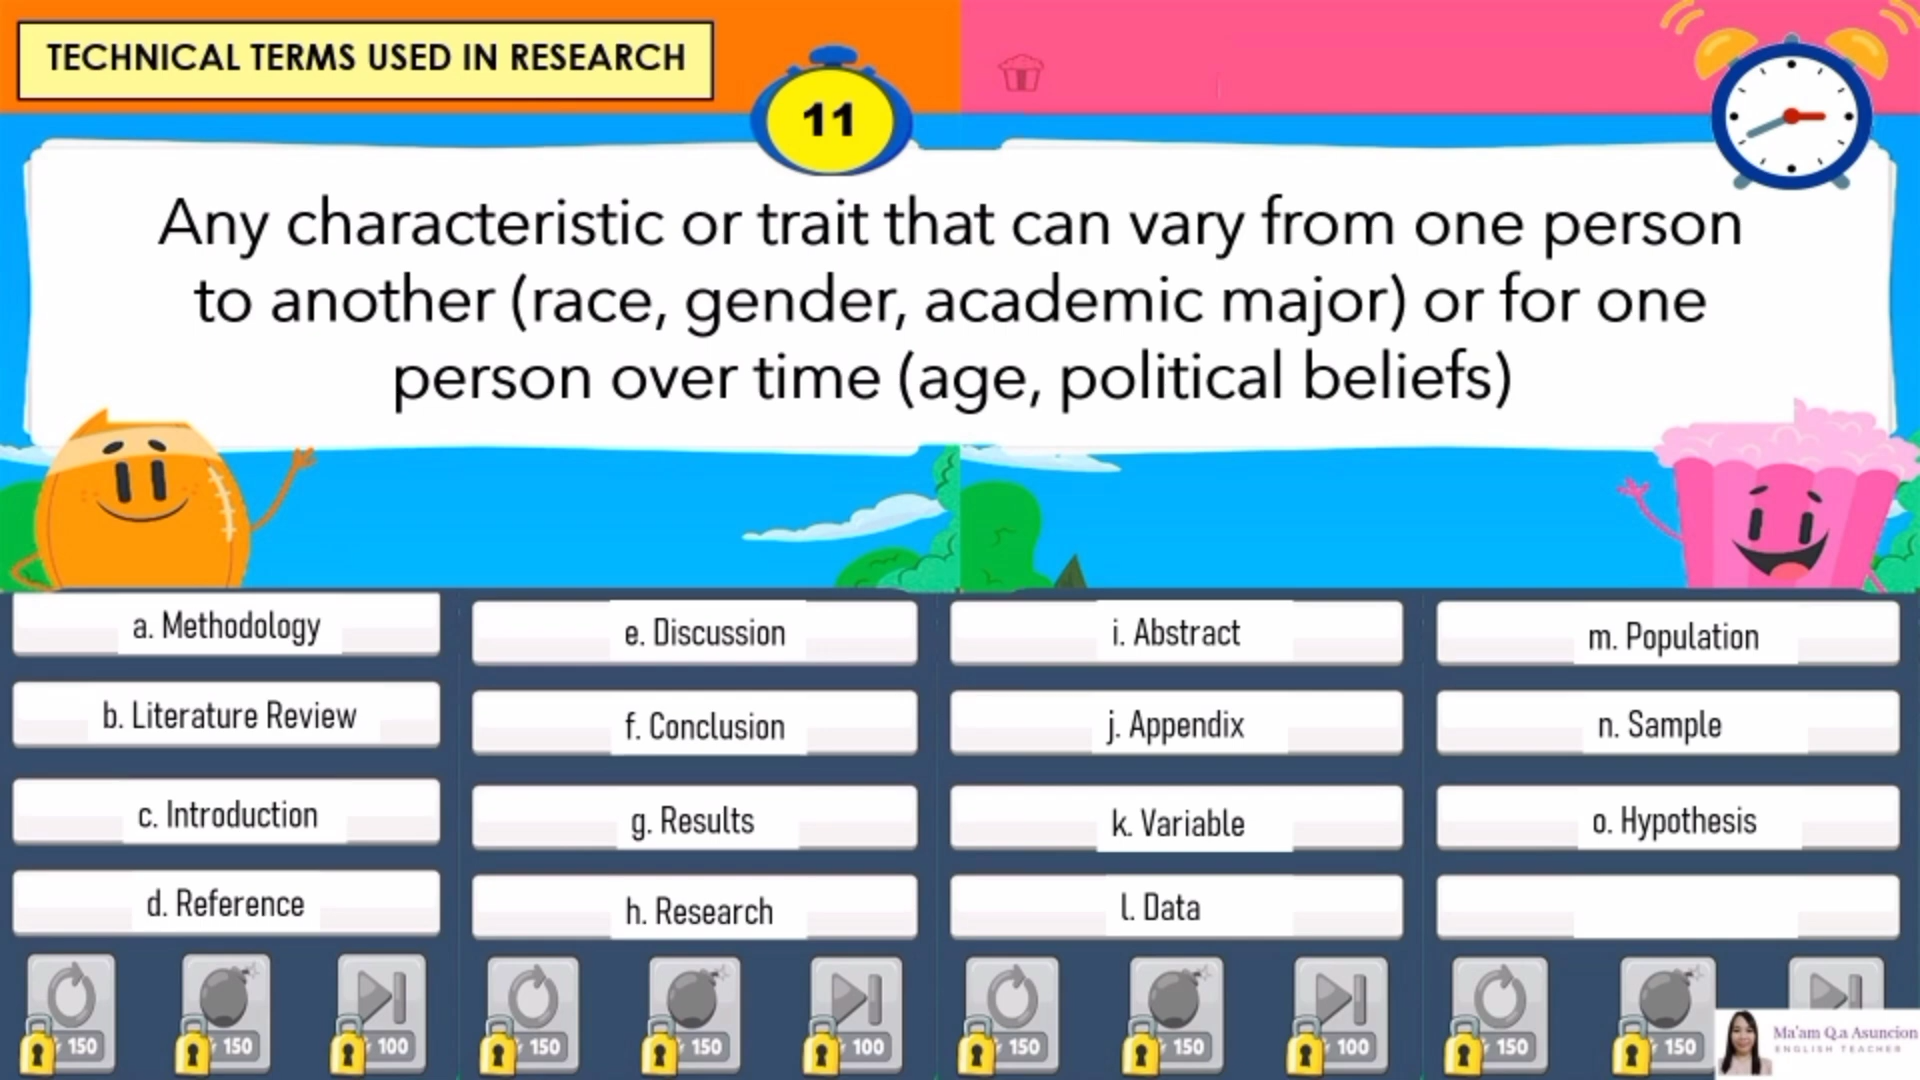 TECHNICAL TERMS USED IN RESEARCH
11
Any characteristic or trait that can vary from one person
to another (race, gender, academic major) or for one
person over time (age, political beliefs)
a. Methodology
b. Literature Review
c. Introduction
d. Reference
e. Discussion
f. Conclusion
g. Results
h. Research
i. Abstract
j. Appendix
k. Variable
l. Data
m. Population
n. Sample
o. Hypothesis
150
150
100
150
150
100
150
150
100
150
150
Ma'am Q.a Asuncion
ENGLISH TEACHER